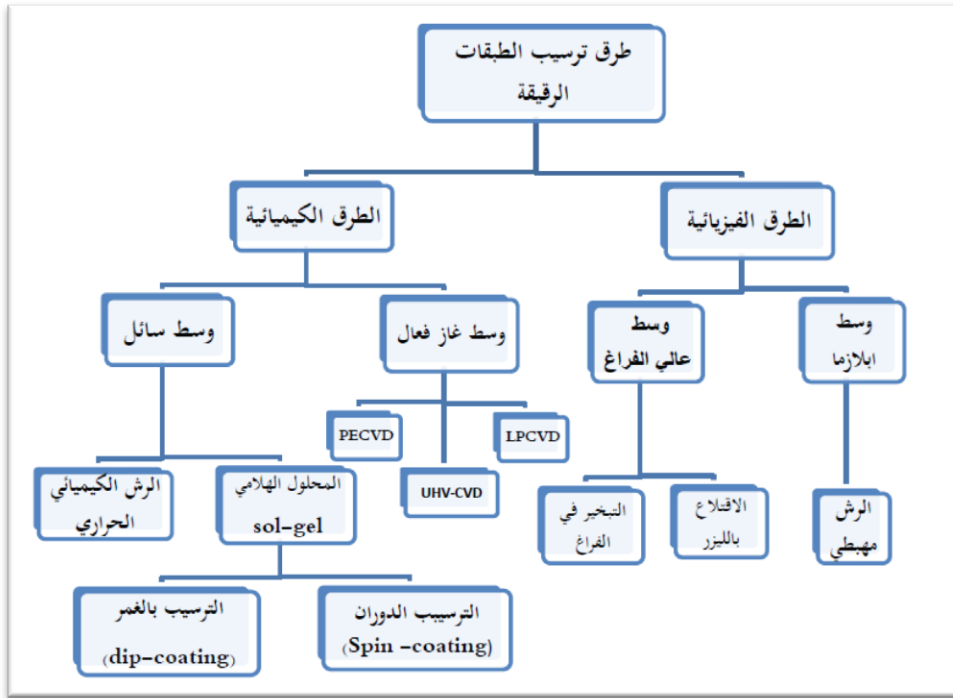 طرق ترسيب الطبقات
الرقيقة
الطرق الفيزيائية
الطرق الكيميائية
وسط
ابلازما
وسط
عالي الفراغ
وسط غاز فعال
وسط سائل
LPCVD
PECVD
UHV-CVD
الرش
مهبطي
الاقتلاع
بالليزر
التبخير في
الفراغ
المحلول الهلامي
sol-gel
الرش الكيميائي
الحراري
الترسيبب الدوران
(Spin -coating)
الترسيب بالغمر
(dip-coating)